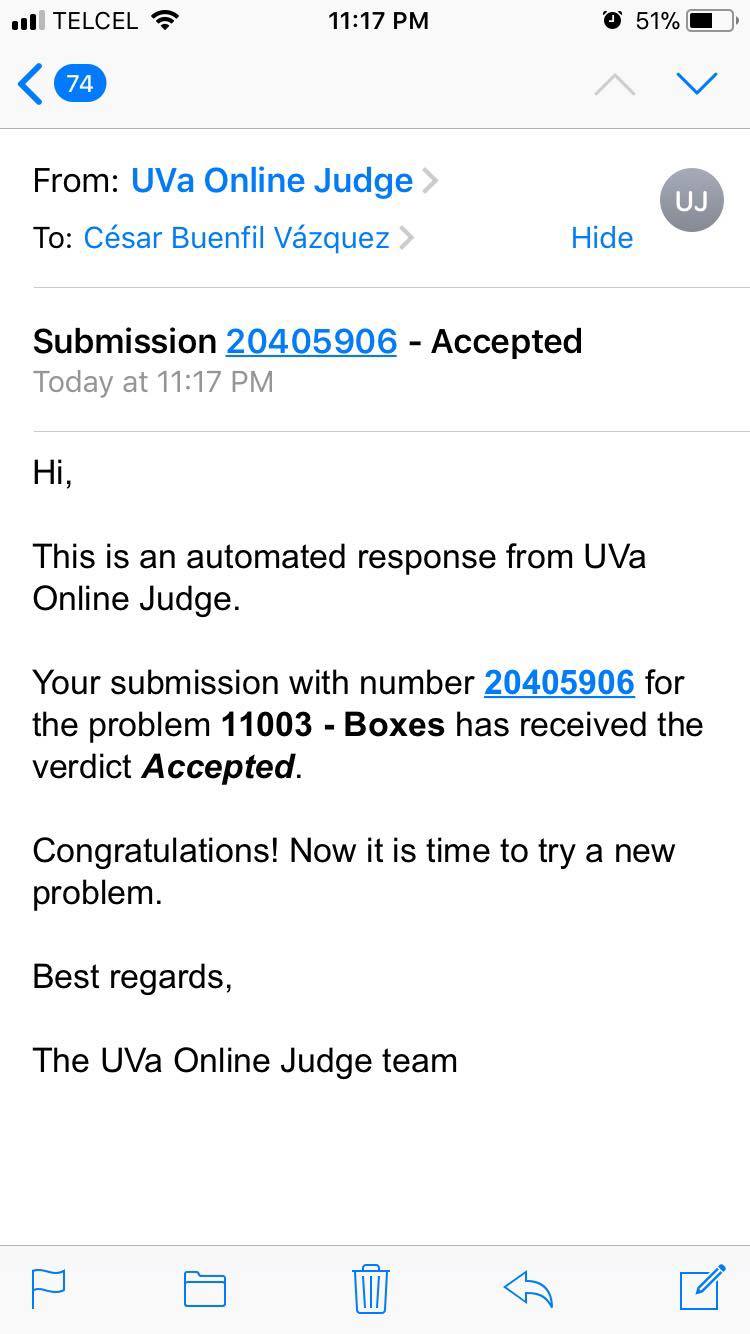 TELCEL 11:17 PM 51%
74
From: UVa Online Judge
UJ
To: César Buenfil Vázquez Hide
Submission 20405906 - Accepted
Today at 11:17 PM
Hi,
This is an automated response from UVa
Online Judge.
Your submission with number 20405906 for
the problem 11003 - Boxes has received the
verdict Accepted.
Congratulations! Now it is time to try a new
problem.
Best regards,
The UVa Online Judge team